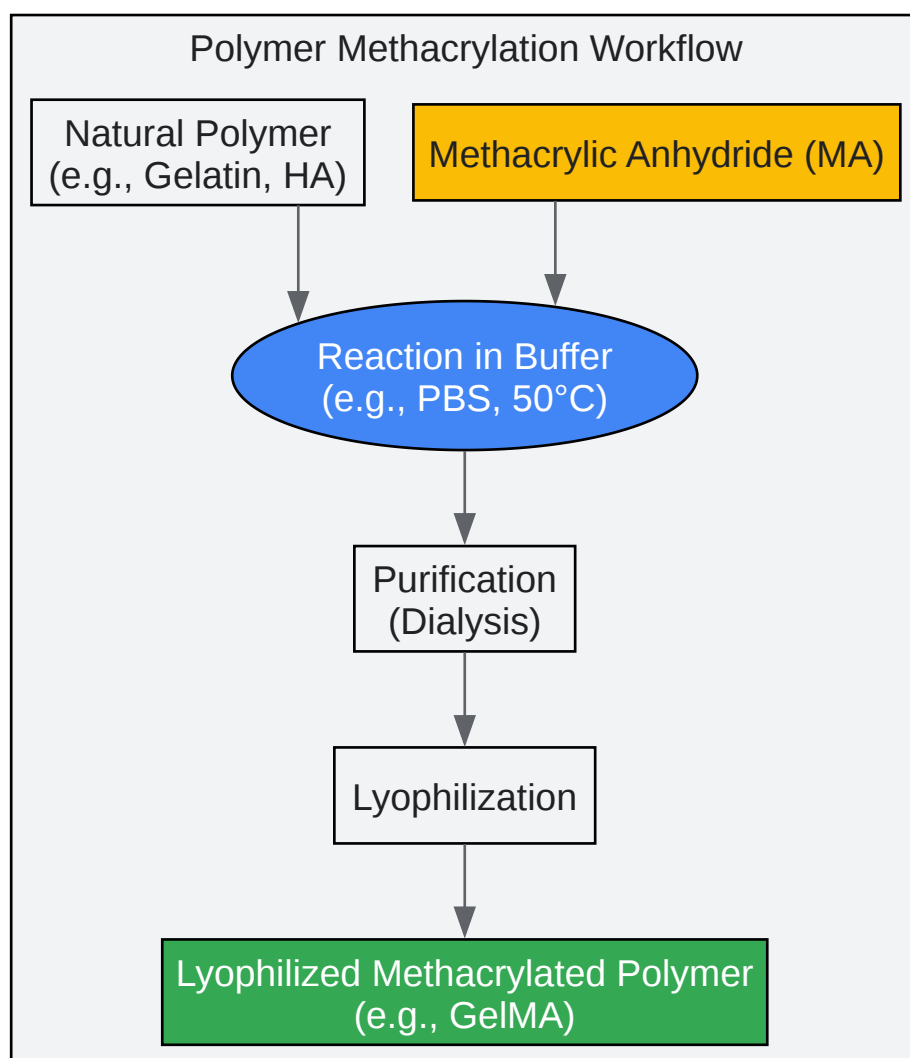 Polymer Methacrylation Workflow
Natural Polymer
(e.g., Gelatin, HA)
Methacrylic Anhydride (MA)
Reaction in Buffer
(e.g., PBS, 50°C)
Purification
(Dialysis)
Lyophilization
Lyophilized Methacrylated Polymer
(e.g., GelMA)